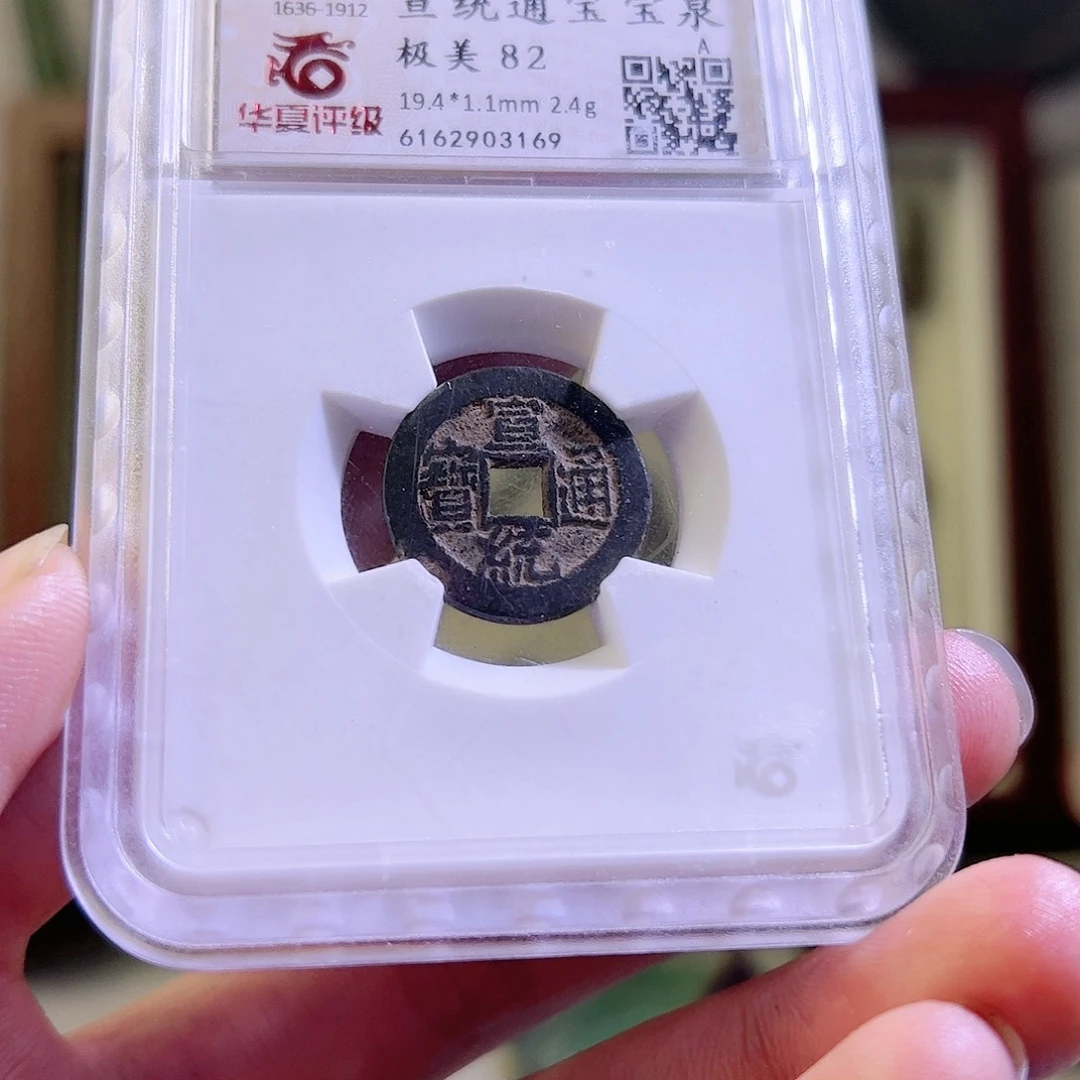 1636-1912
宣统通宝宝泉
极美 82
A
19.4*1.1mm 2.4g
6162903169
华夏评级
宣
寶 通
統